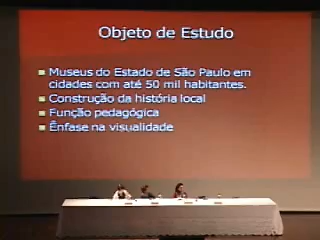 Objeto de Estudo
Museus do Estado de São Paulo em
cidades com até 50 mil habitantes.
Construção da história local
Função pedagógica
Ênfase na visualidade